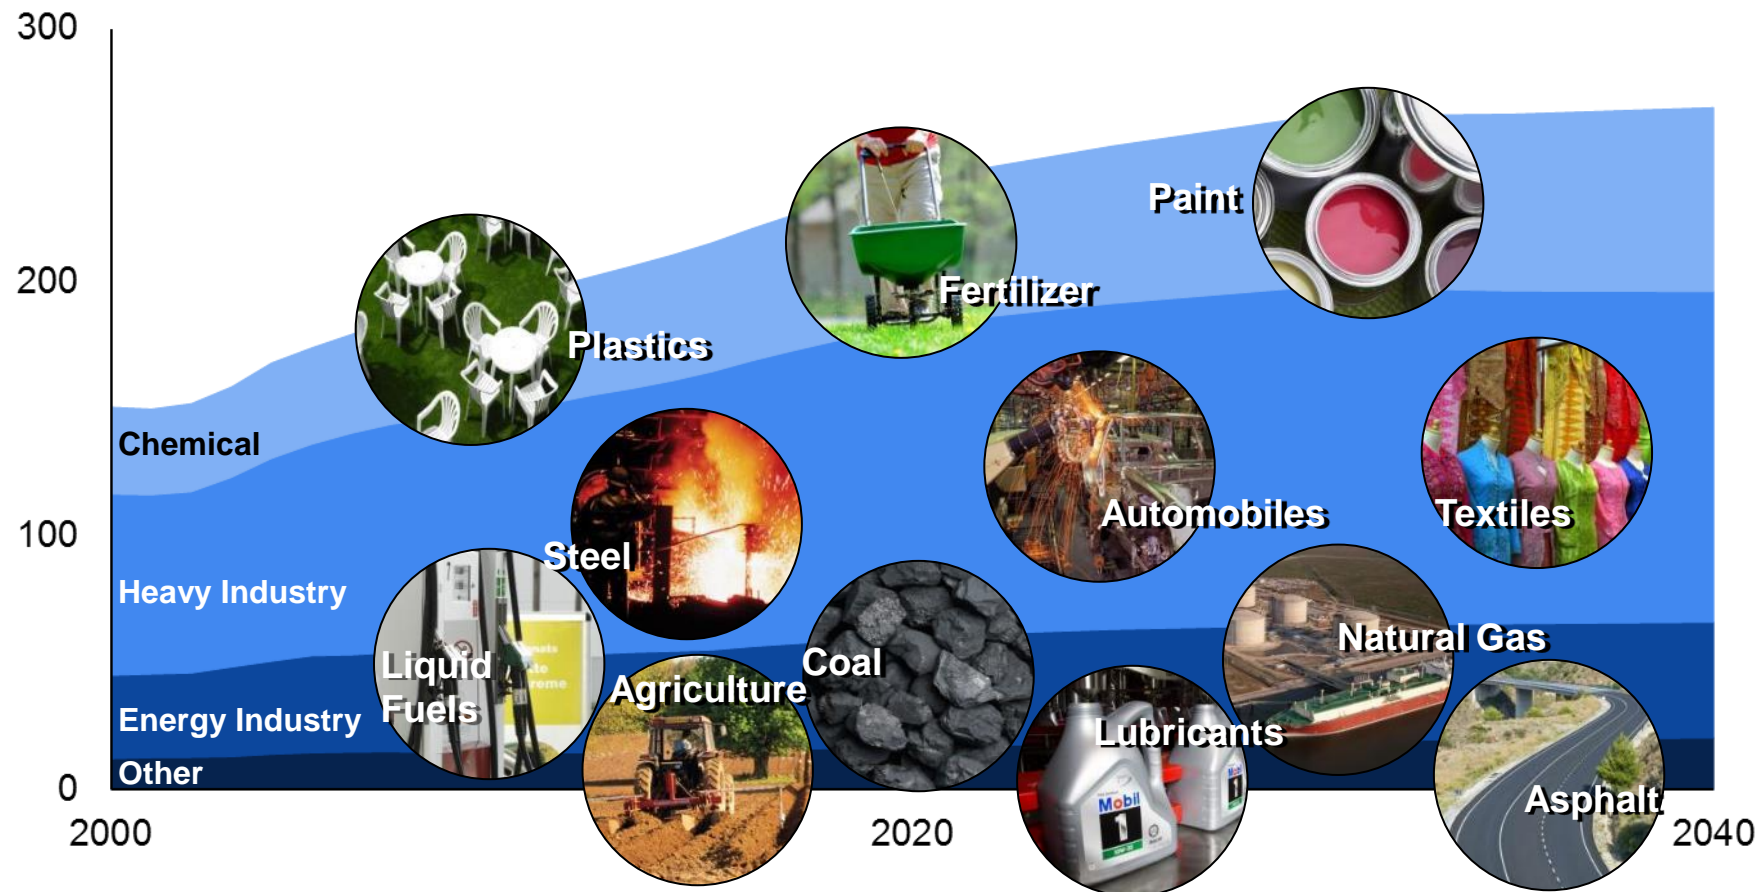 300
Paint
200
Fertilizer
Plastics
Chemical
100
Automobiles
Textiles
Steel
Heavy Industry
Natural Gas
Coal
Liquid
Fuels
Agriculture
Energy Industry
Lubricants
Other
0
Mobil
1
Asphalt
2000
2020
2040